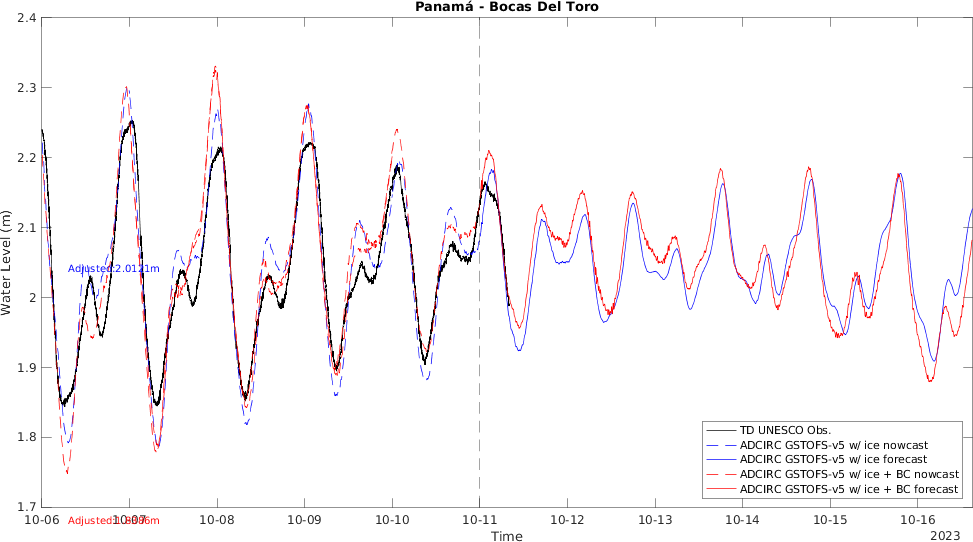 Panamá - Bocas Del Toro
2.4
2.3
2.2
2.1
2
1.9
1.8
1.7
Water Level (m)
Adjusted:2.0121m
TD UNESCO Obs.
ADCIRC GSTOFS-v5 w/ ice nowcast
ADCIRC GSTOFS-v5 w/ ice forecast
ADCIRC GSTOFS-v5 w/ ice + BC nowcast
ADCIRC GSTOFS-v5 w/ ice + BC forecast
10-06 10-07 10-08 10-09 10-10 10-11 10-12 10-13 10-14 10-15 10-16
Time
2023